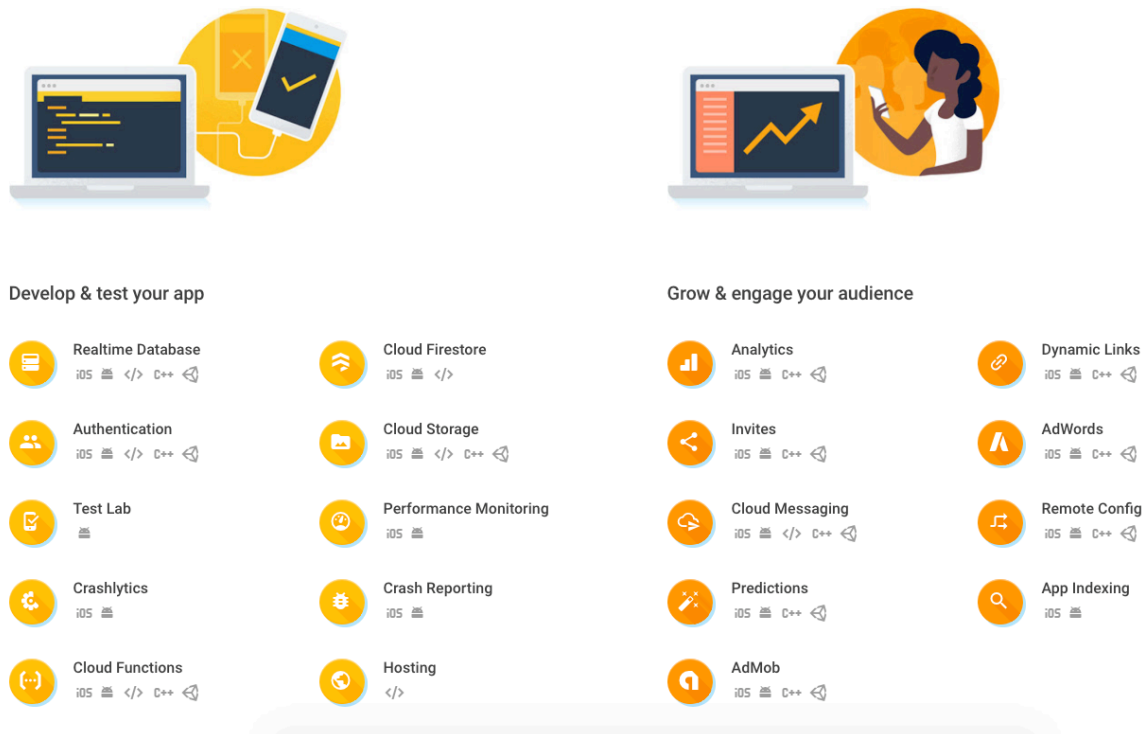 Develop & test your app
Realtime Database
iOS </> C++
Cloud Firestore
iOS </>
Authentication
iOS </> C++
Cloud Storage
iOS </> C++
Test Lab
Performance Monitoring
iOS
Crashlytics
iOS
Crash Reporting
iOS
Cloud Functions
iOS </> C++
Hosting
</>
Grow & engage your audience
Analytics
iOS C++
Dynamic Links
iOS C++
Invites
iOS C++
AdWords
iOS C++
Cloud Messaging
iOS </> C++
Remote Config
iOS C++
Predictions
iOS C++
App Indexing
iOS
AdMob
iOS C++